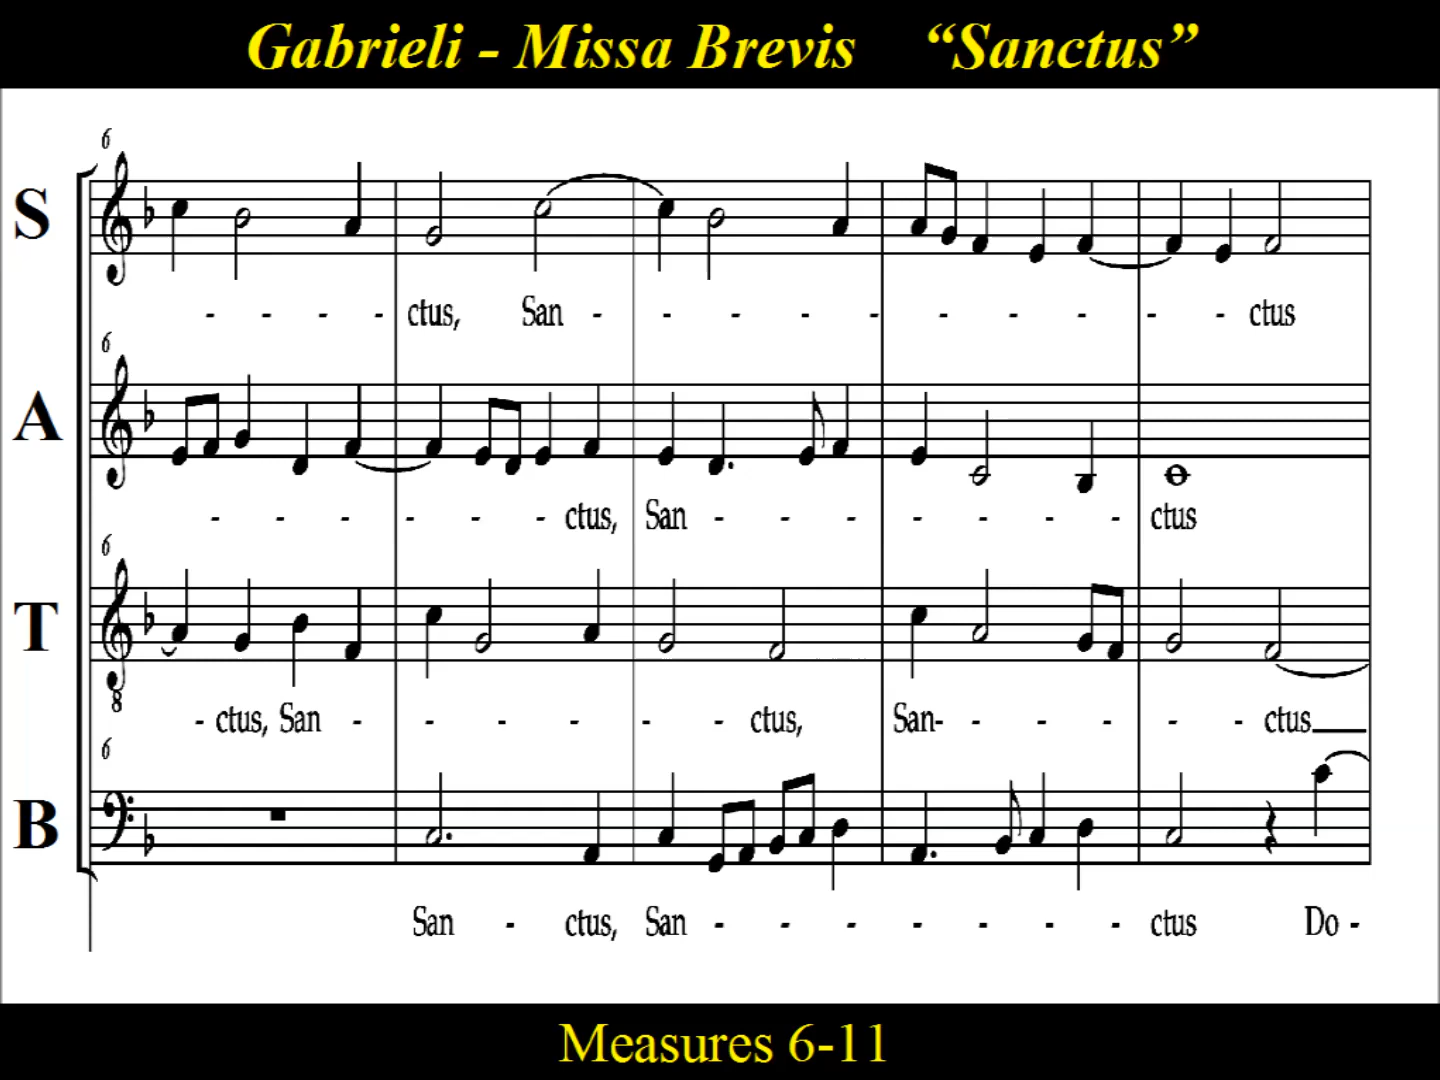 Gabrieli - Missa Brevis “Sanctus”
6
S
- - - - ctus, San - - - - - - - - - - ctus
6
A
- - - - - - ctus, San - - - - - - - ctus
6
T
8
- ctus, San - - - - - - ctus, San- - - - - - ctus
6
B
San - ctus, San - - - - - - - ctus Do -
Measures 6-11